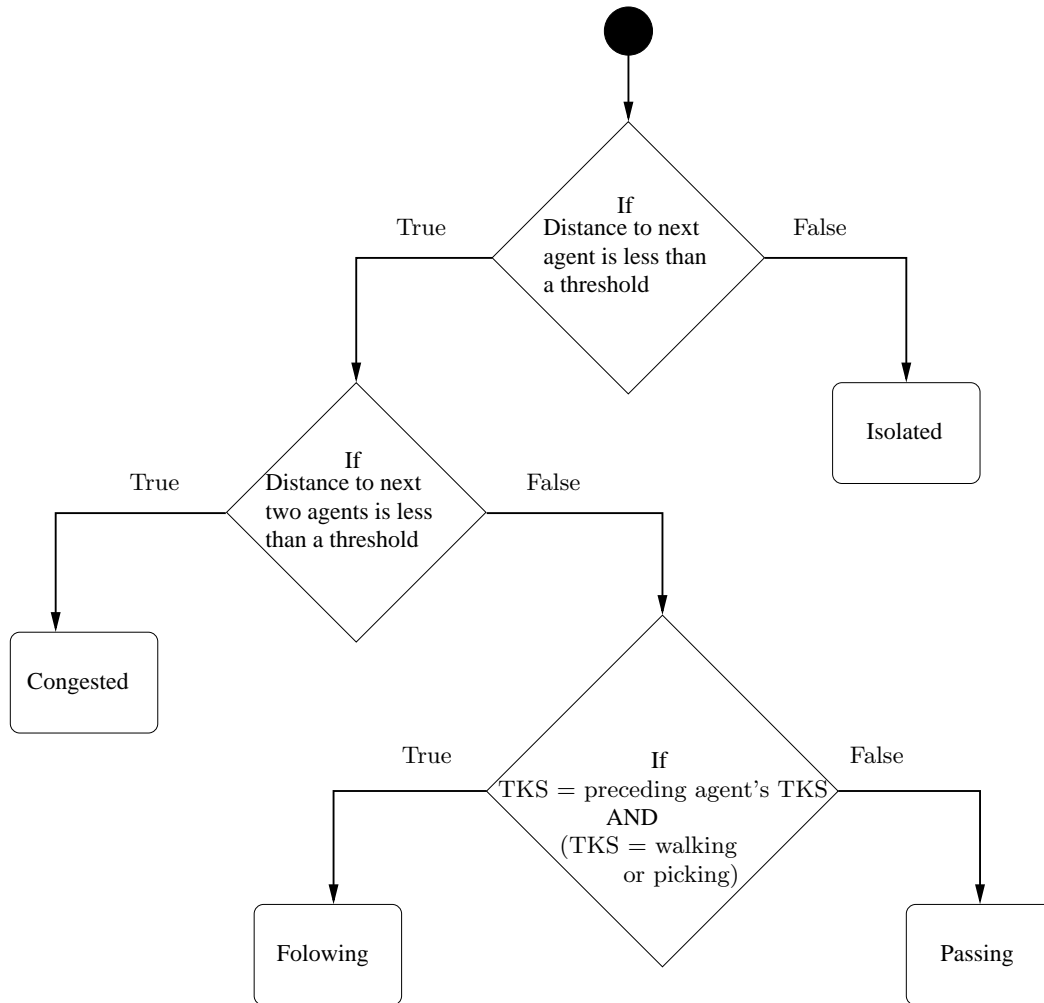 If
Distance to next
agent is less than
a threshold
True
False
Isolated
If
Distance to next
two agents is less
than a threshold
True
False
Congested
If
TKS = preceding agent's TKS
AND
(TKS = walking
or picking)
True
False
Folowing
Passing